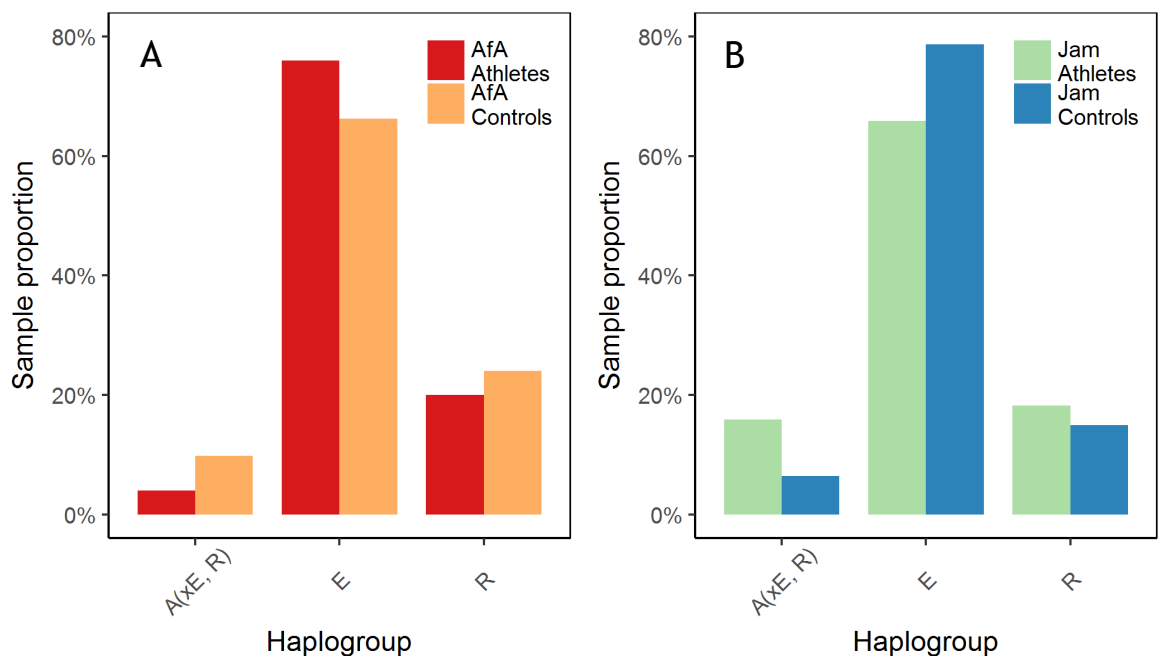 A
AfA
Athletes
AfA
Controls
80%
60%
40%
20%
0%
Sample proportion
A(xE, R)
E
R
Haplogroup
B
Jam
Athletes
Jam
Controls
80%
60%
40%
20%
0%
Sample proportion
A(xE, R)
E
R
Haplogroup